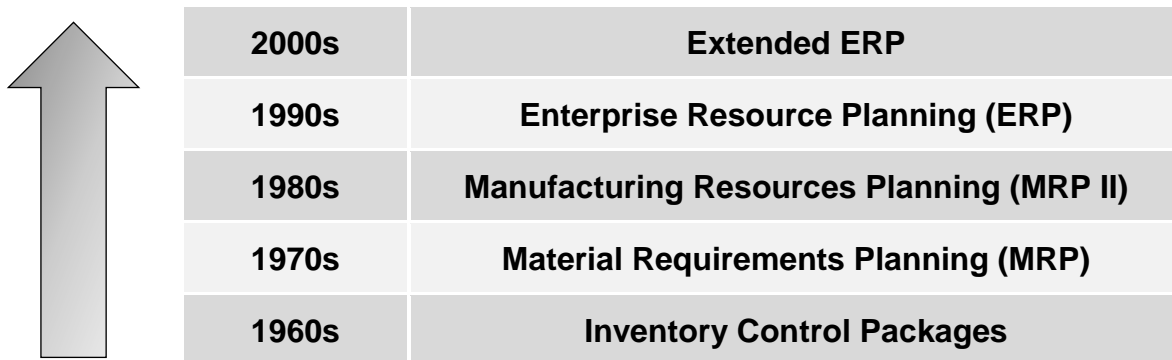 2000s Extended ERP
1990s Enterprise Resource Planning (ERP)
1980s Manufacturing Resources Planning (MRP II)
1970s Material Requirements Planning (MRP)
1960s Inventory Control Packages